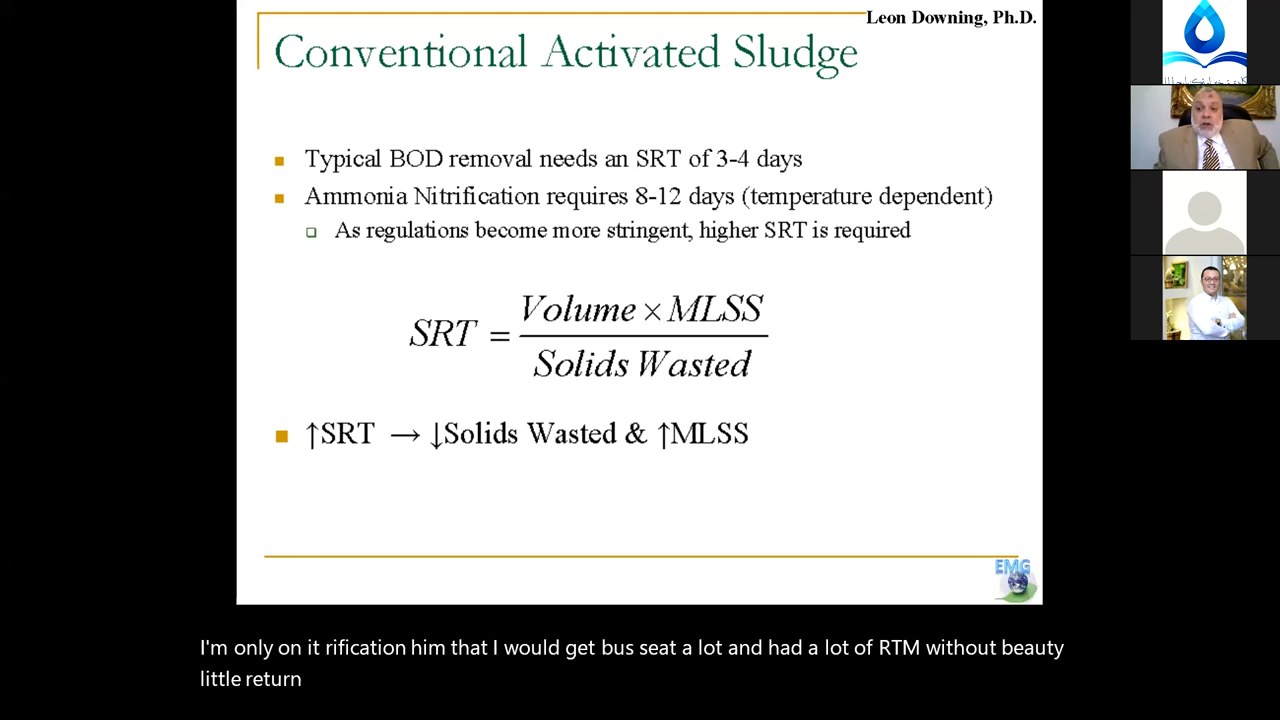 Leon Downing, Ph.D.
Conventional Activated Sludge
Typical BOD removal needs an SRT of 3-4 days
Ammonia Nitrification requires 8-12 days (temperature dependent)
As regulations become more stringent, higher SRT is required
SRT = Volume × MLSS / Solids Wasted
↑SRT → ↓Solids Wasted & ↑MLSS
EMG
I'm only on it rification him that I would get bus seat a lot and had a lot of RTM without beauty
little return